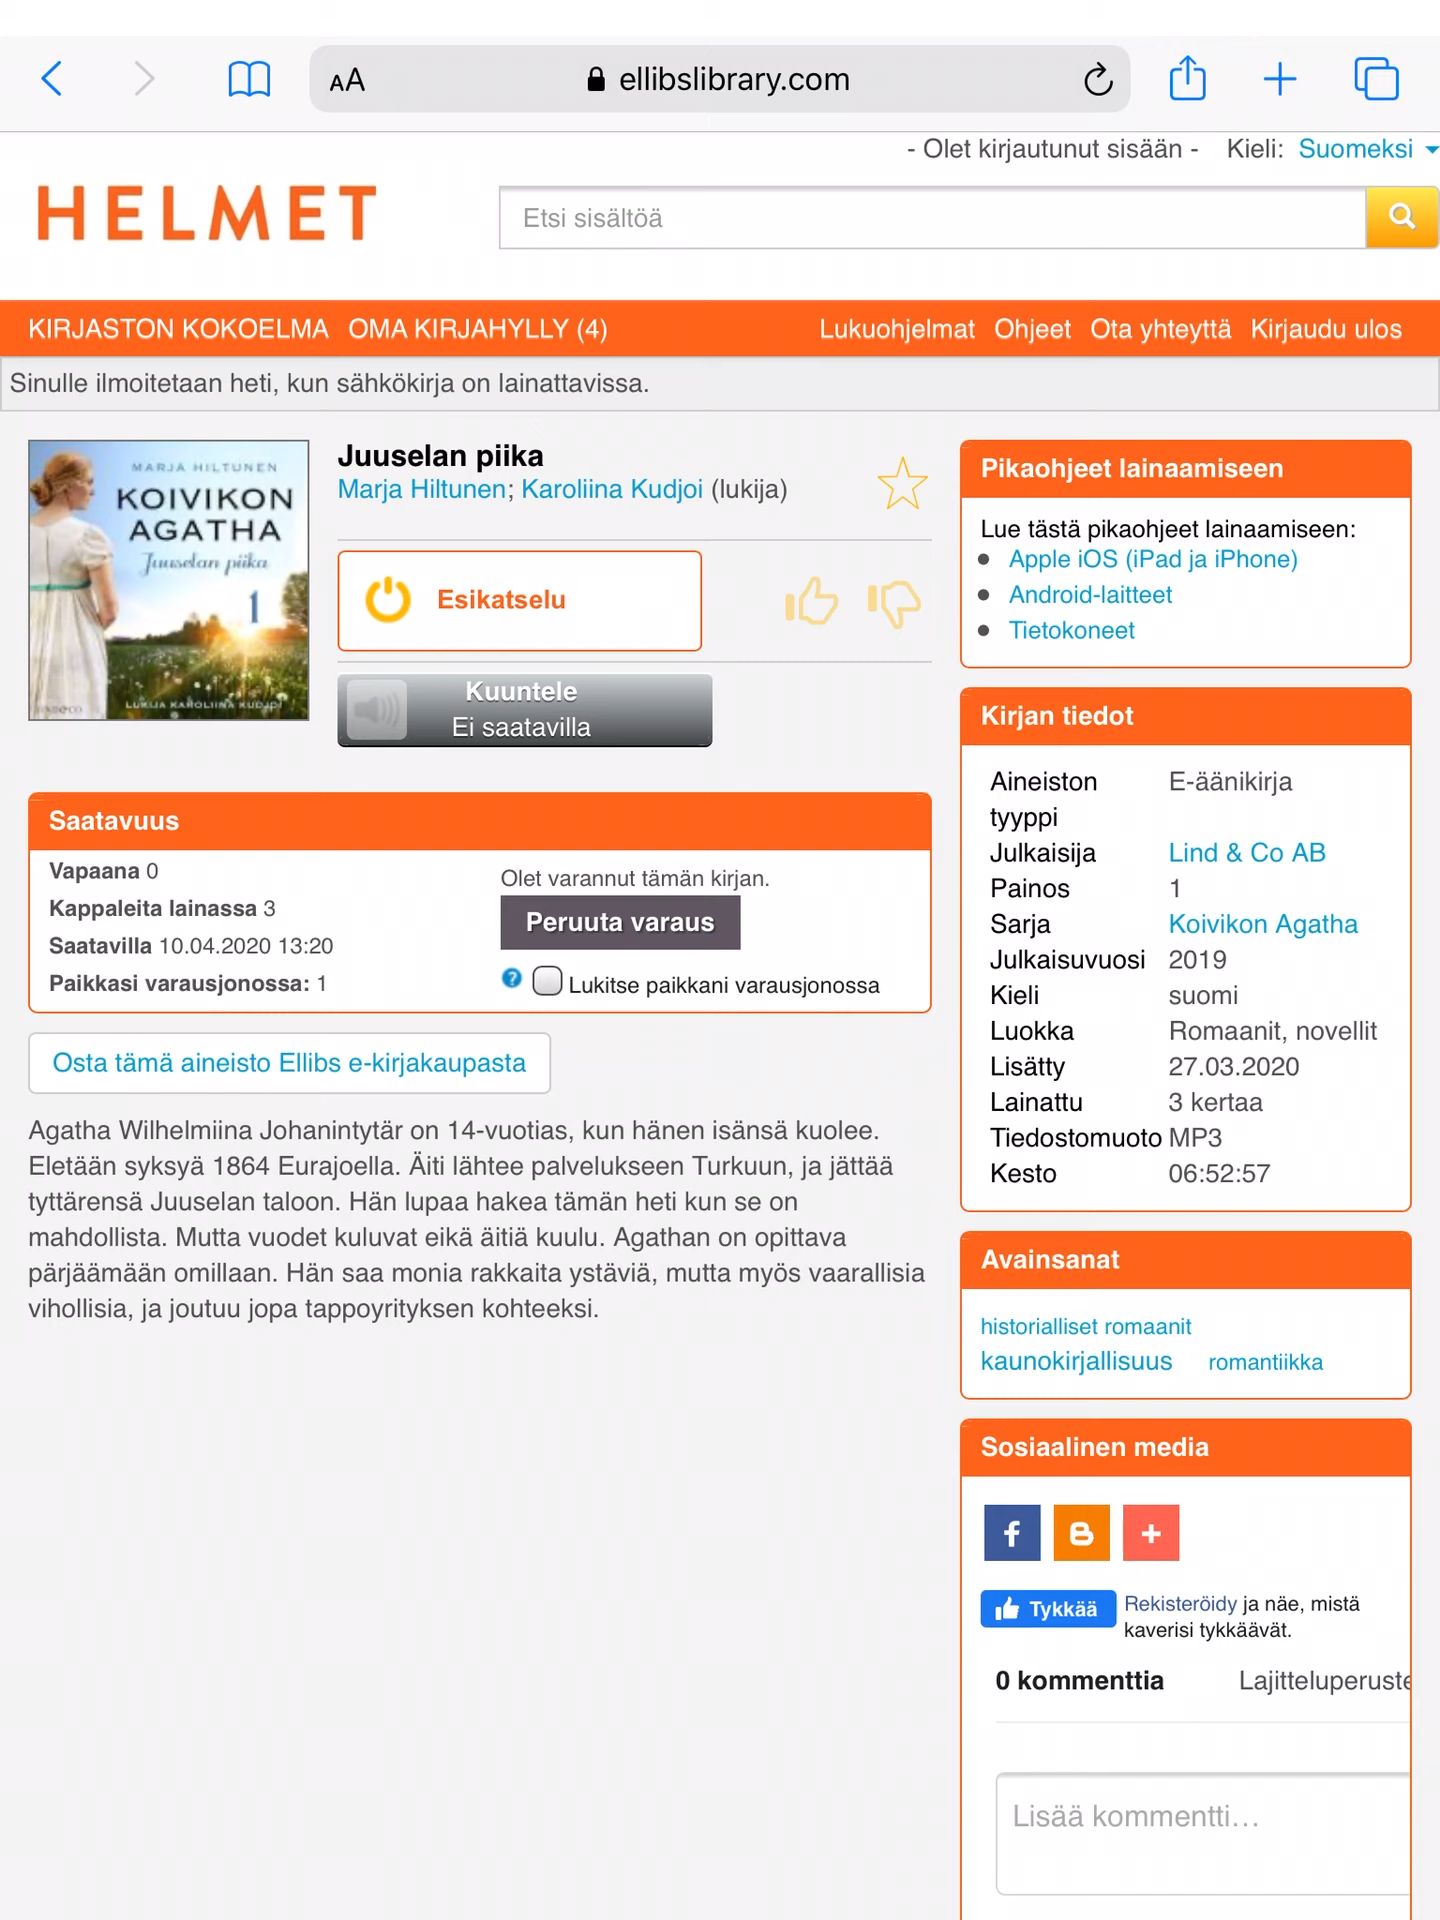 AA
ellibslibrary.com
- Olet kirjautunut sisään - Kieli: Suomeksi
HELMET
Etsi sisältöä
KIRJASTON KOKOELMA OMA KIRJAHYLLY (4) Lukuohjelmat Ohjeet Ota yhteyttä Kirjaudu ulos
Sinulle ilmoitetaan heti, kun sähkökirja on lainattavissa.
MARJA HILTUNEN
KOIVIKON
AGATHA
Juuselan piika
1
LUKIJA KAROLIINA KUDJOI
Juuselan piika
Marja Hiltunen; Karoliina Kudjoi (lukija)
Esikatselu
Kuuntele
Ei saatavilla
Saatavuus
Vapaana 0
Kappaleita lainassa 3
Saatavilla 10.04.2020 13:20
Paikkasi varausjonossa: 1
Olet varannut tämän kirjan.
Peruuta varaus
? Lukitse paikkani varausjonossa
Osta tämä aineisto Ellibs e-kirjakaupasta
Agatha Wilhelmiina Johanintytär on 14-vuotias, kun hänen isänsä kuolee.
Eletään syksyä 1864 Eurajoella. Äiti lähtee palvelukseen Turkuun, ja jättää
tyttärensä Juuselan taloon. Hän lupaa hakea tämän heti kun se on
mahdollista. Mutta vuodet kuluvat eikä äitiä kuulu. Agathan on opittava
pärjäämään omillaan. Hän saa monia rakkaita ystäviä, mutta myös vaarallisia
vihollisia, ja joutuu jopa tappoyrityksen kohteeksi.
Pikaohjeet lainaamiseen
Lue tästä pikaohjeet lainaamiseen:
Apple iOS (iPad ja iPhone)
Android-laitteet
Tietokoneet
Kirjan tiedot
Aineiston tyyppi E-äänikirja
Julkaisija Lind & Co AB
Painos 1
Sarja Koivikon Agatha
Julkaisuvuosi 2019
Kieli suomi
Luokka Romaanit, novellit
Lisätty 27.03.2020
Lainattu 3 kertaa
Tiedostomuoto MP3
Kesto 06:52:57
Avainsanat
historialliset romaanit
kaunokirjallisuus romantiikka
Sosiaalinen media
Tykkää
Rekisteröidy ja näe, mistä
kaverisi tykkäävät.
0 kommenttia Lajitteluperuste
Lisää kommentti…